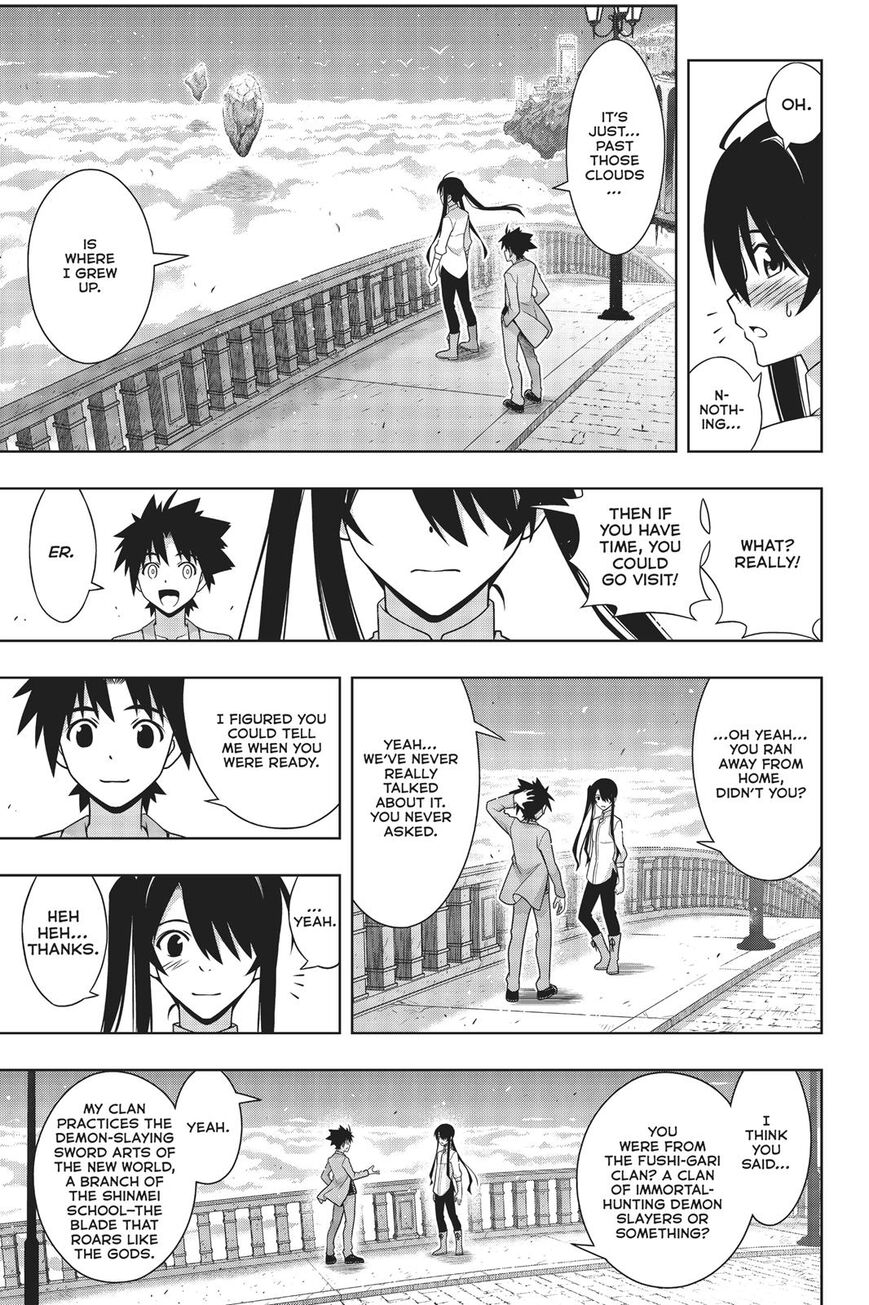 OH.
N-
NOTH-
ING...
IT'S
JUST...
PAST
THOSE
CLOUDS
...
IS
WHERE
I GREW
UP.
WHAT?
REALLY!
THEN IF
YOU HAVE
TIME, YOU
COULD
GO VISIT!
ER.
...OH YEAH...
YOU RAN
AWAY FROM
HOME,
DIDN'T YOU?
YEAH...
WE'VE NEVER
REALLY
TALKED
ABOUT IT.
YOU NEVER
ASKED.
I FIGURED YOU
COULD TELL
ME WHEN YOU
WERE READY.
...
YEAH.
HEH
HEH...
THANKS.
I
THINK
YOU
SAID...
YOU
WERE FROM
THE FUSHI-GARI
CLAN? A CLAN
OF IMMORTAL-
HUNTING DEMON
SLAYERS OR
SOMETHING?
YEAH.
MY CLAN
PRACTICES THE
DEMON-SLAYING
SWORD ARTS OF
THE NEW WORLD,
A BRANCH OF
THE SHINMEI
SCHOOL–THE
BLADE THAT
ROARS LIKE
THE GODS.